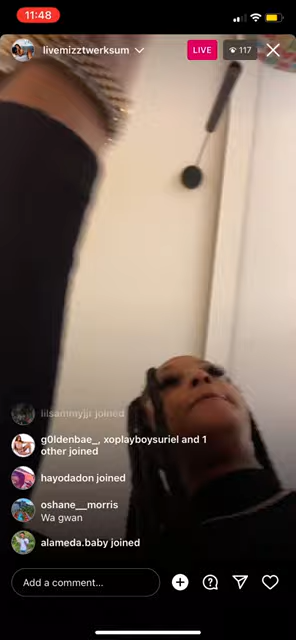 11:48
livemizztwerksum
LIVE
117
lilsammyjr joined
g0ldenbae_, xoplayboysuriel and 1
other joined
hayodadon joined
oshane__morris
Wa gwan
alameda.baby joined
Add a comment...